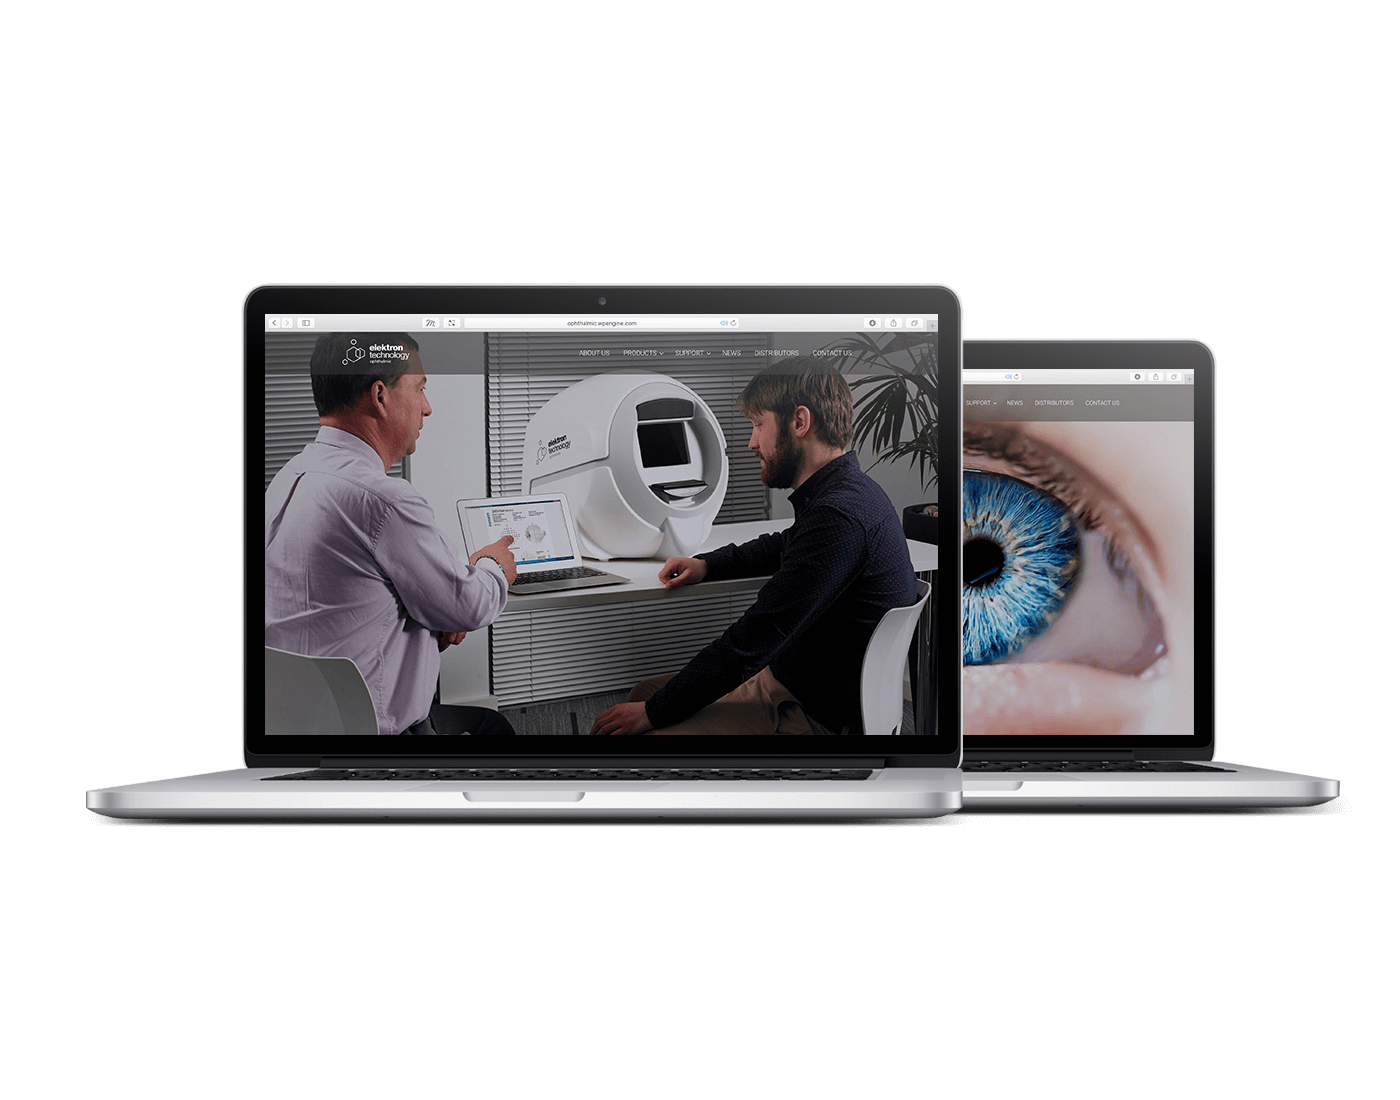 ophthalmic.wpengine.com
elektron
technology
ophthalmic
ABOUT US PRODUCTS SUPPORT NEWS DISTRIBUTORS CONTACT US
elektron
technology
SUPPORT NEWS DISTRIBUTORS CONTACT US